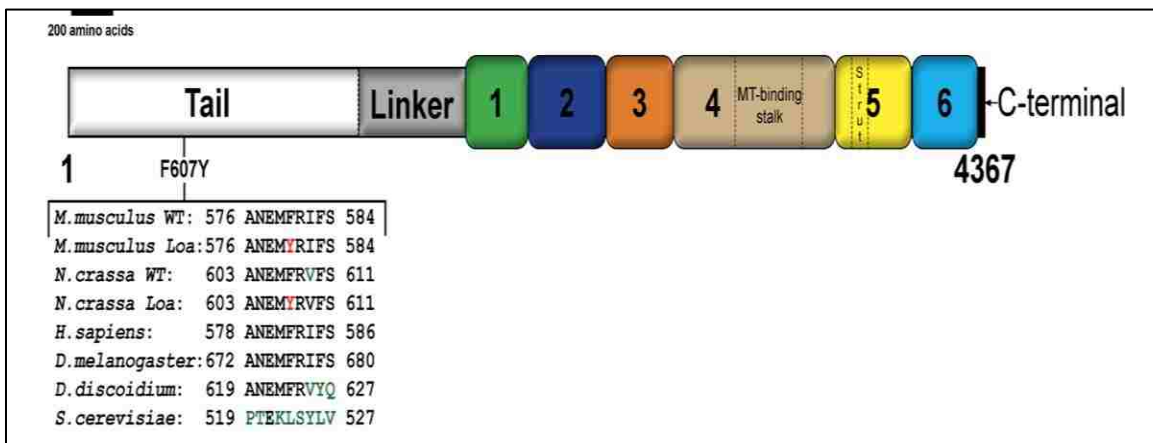 200 amino acids
Tail
Linker
1
2
3
4
MT-binding
stalk
Strut
5
6
C-terminal
1
F607Y
4367
M.musculus WT: 576 ANEMFRIFS 584
M.musculus Loa: 576 ANEMYRIFS 584
N.crassa WT: 603 ANEMFRVFS 611
N.crassa Loa: 603 ANEMYRVFS 611
H.sapiens: 578 ANEMFRIFS 586
D.melanogaster: 672 ANEMFRIFS 680
D.discoidium: 619 ANEMFRVYQ 627
S.cerevisiae: 519 PTEKLSYLV 527